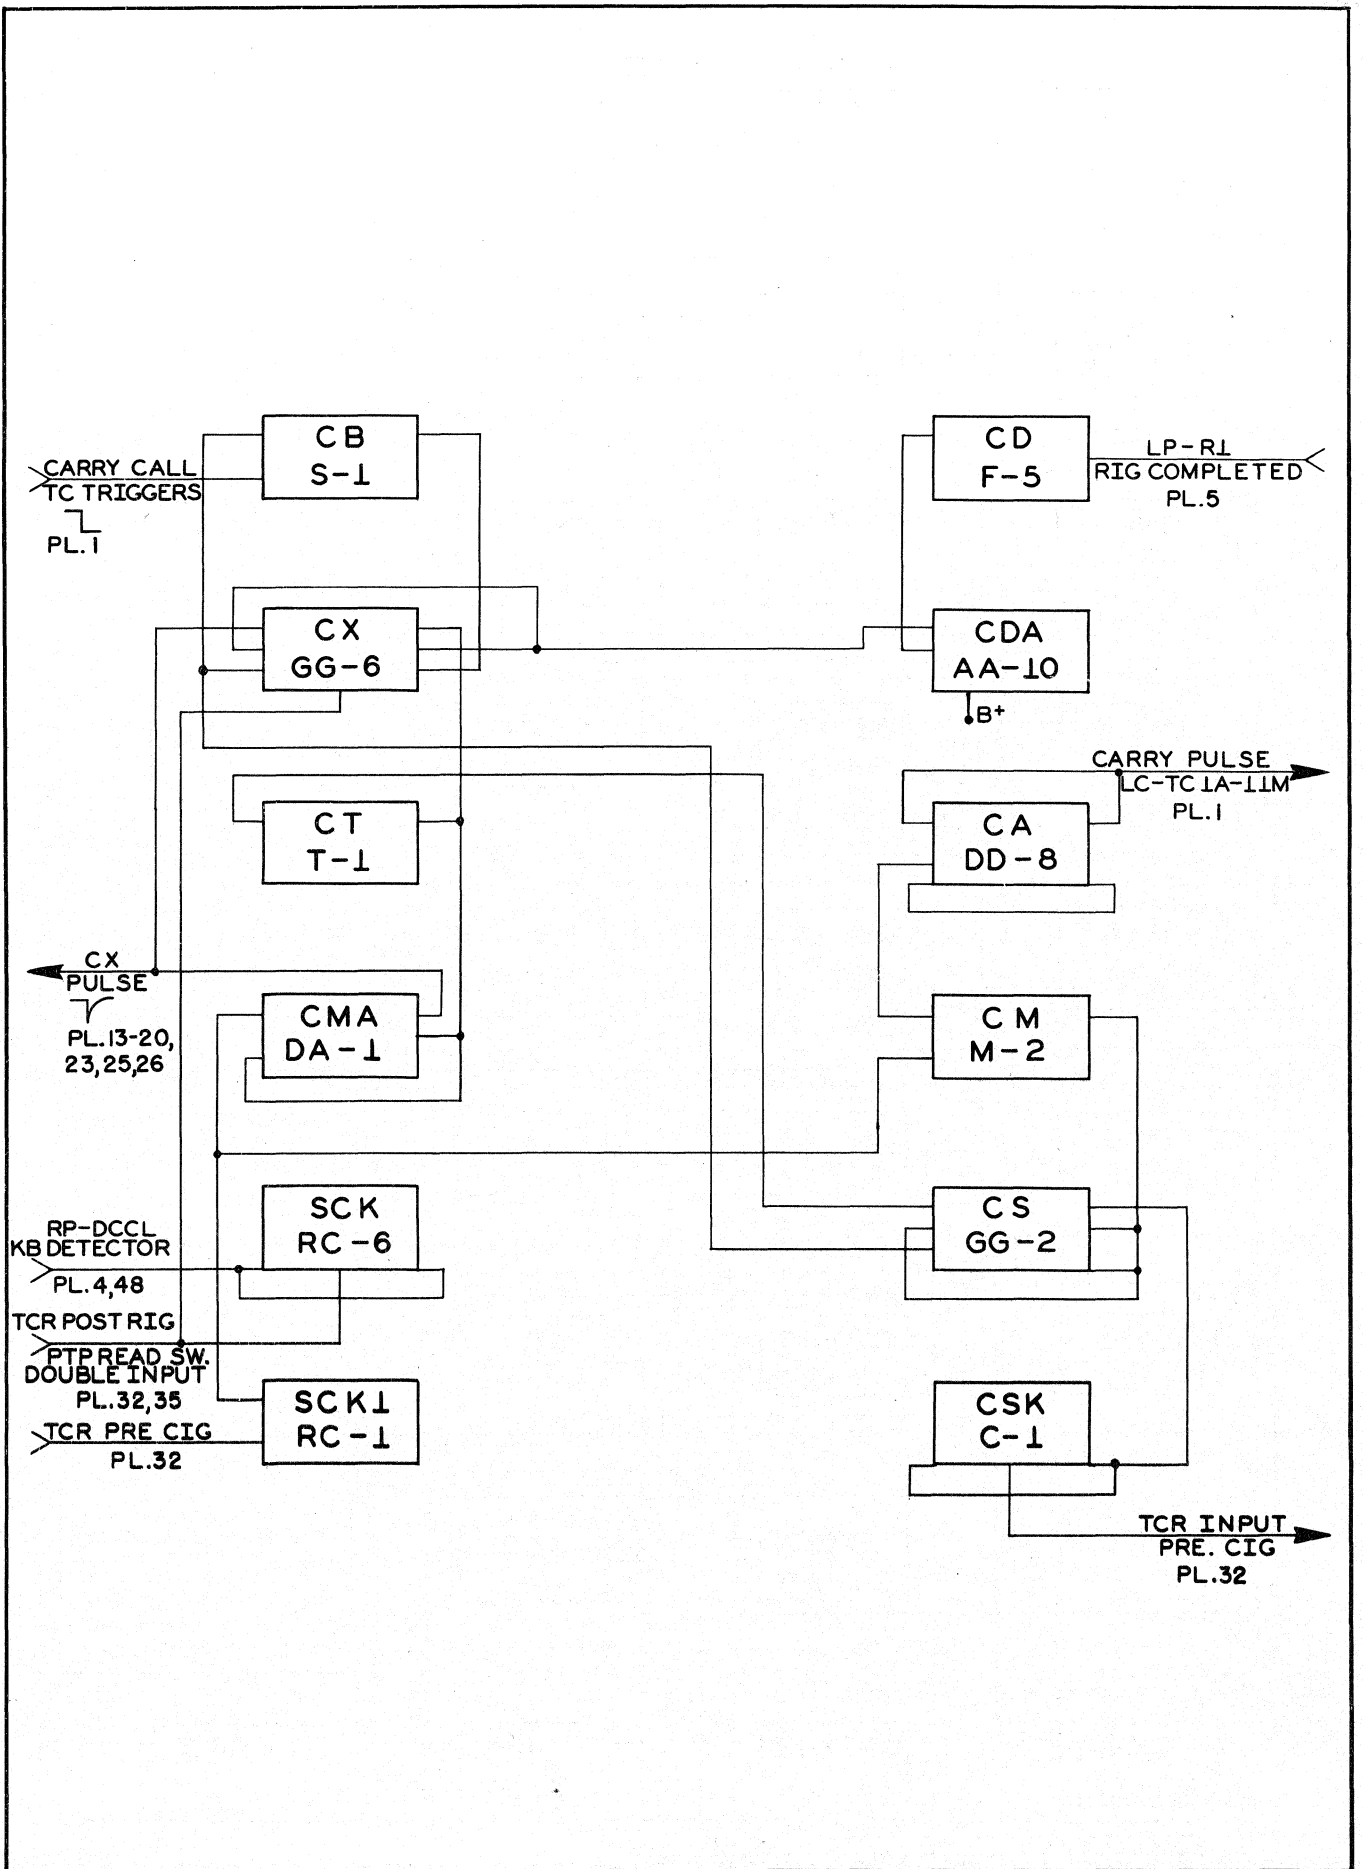 CB
S-1
CARRY CALL
TC TRIGGERS
PL.1
CD
F-5
LP-R1
RIG COMPLETED
PL.5
CX
GG-6
CDA
AA-10
B+
CT
T-1
CARRY PULSE
LC-TC 1A-11M
PL.1
CA
DD-8
CX
PULSE
PL.13-20,
23,25,26
CMA
DA-1
CM
M-2
SCK
RC-6
RP-DCCL
KB DETECTOR
PL.4,48
CS
GG-2
TCR POST RIG
PTP READ SW.
DOUBLE INPUT
PL.32,35
SCK1
RC-1
TCR PRE CIG
PL.32
CSK
C-1
TCR INPUT
PRE. CIG
PL.32